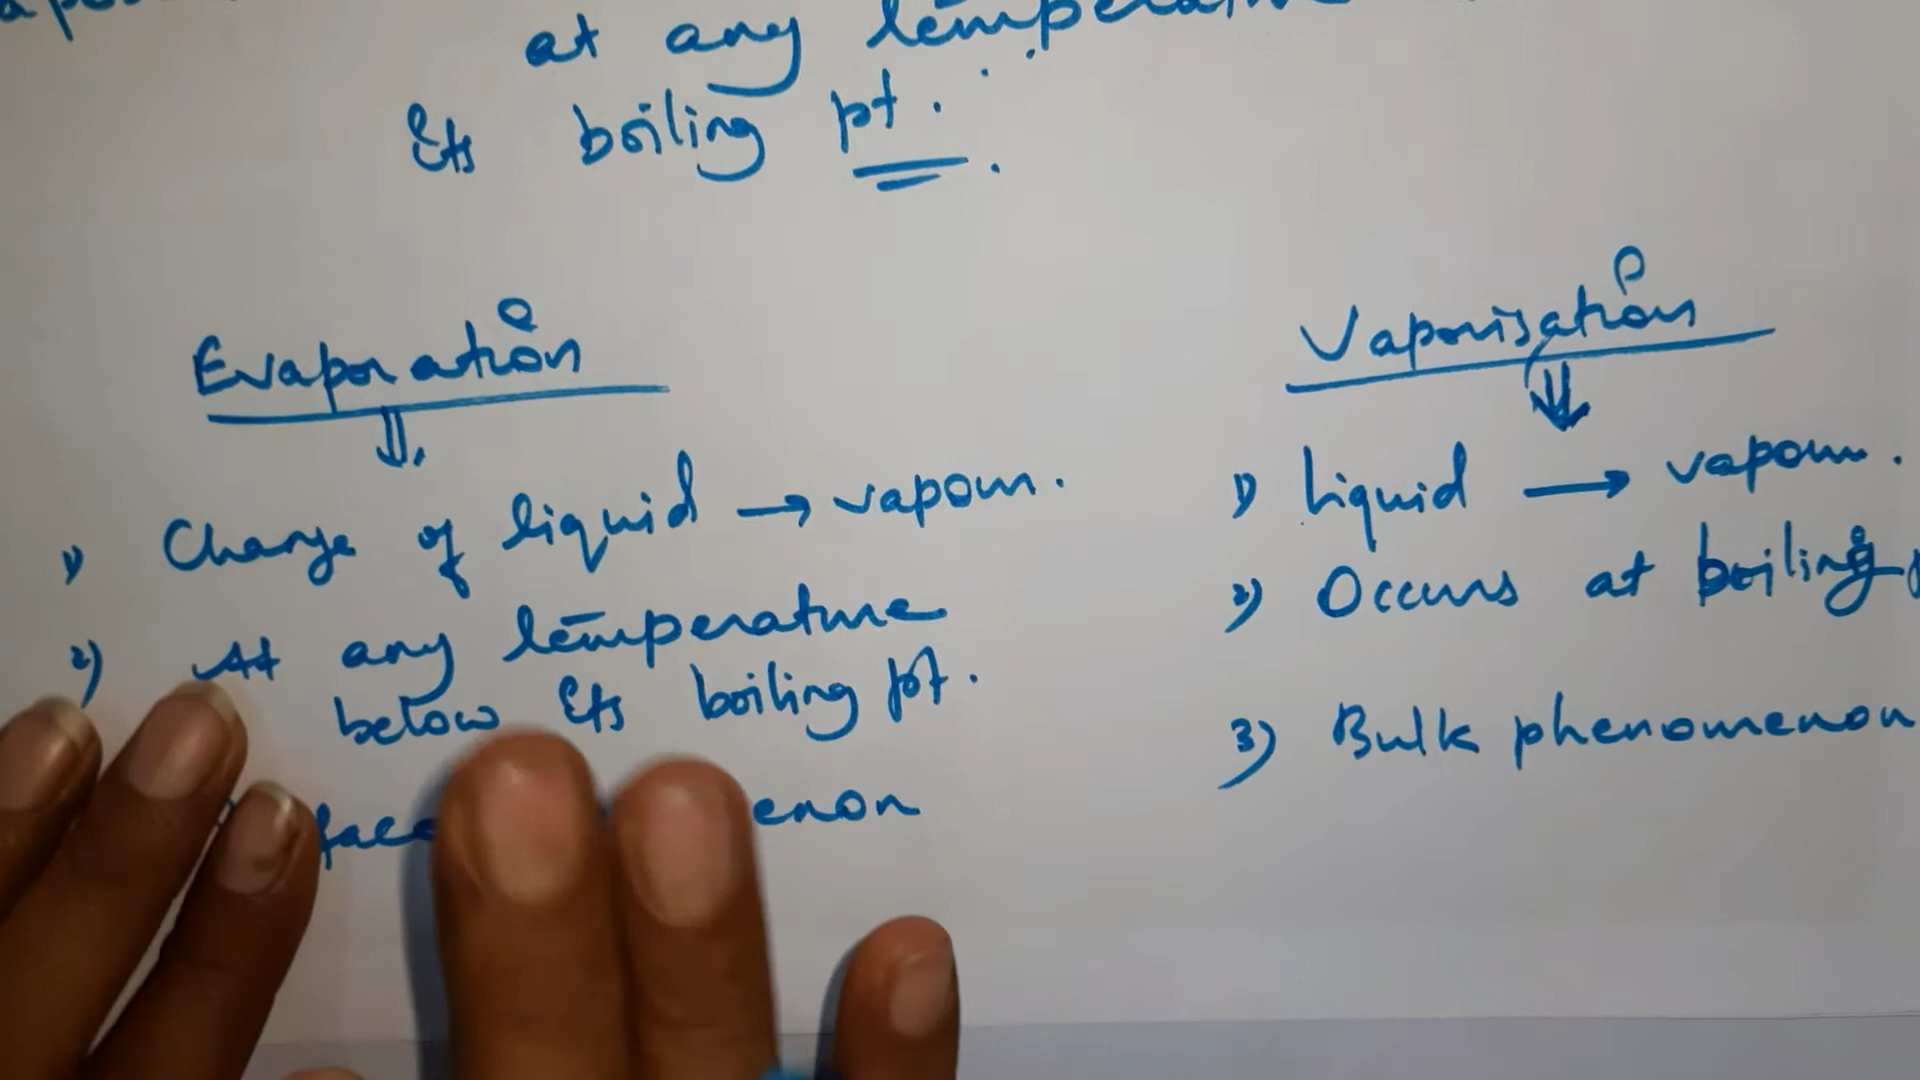 at any temperature
its boiling pt.
Evaporation
1) Change of liquid → vapour.
2) At any temperature
below its boiling pt.
face enon
Vaporisation
1) Liquid → vapour.
2) Occurs at boiling
3) Bulk phenomenon